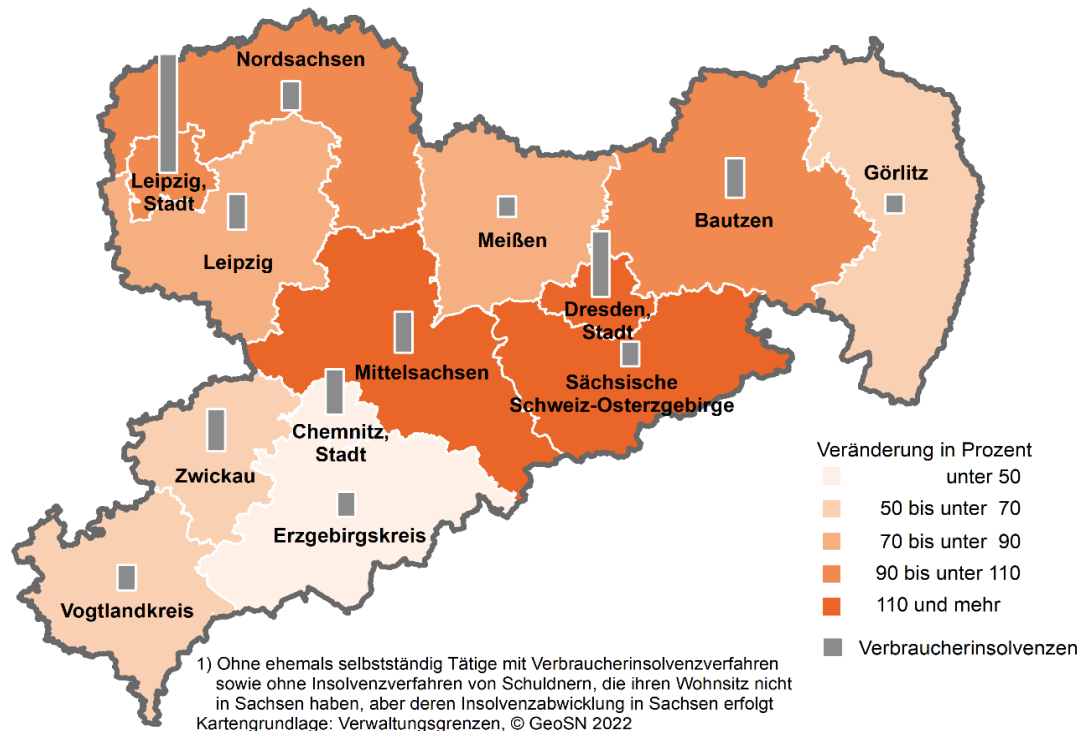 Nordsachsen
Leipzig,
Stadt
Görlitz
Bautzen
Meißen
Leipzig
Dresden,
Stadt
Mittelsachsen
Sächsische
Schweiz-Osterzgebirge
Chemnitz,
Stadt
Zwickau
Erzgebirgskreis
Vogtlandkreis
Veränderung in Prozent
unter 50
50 bis unter 70
70 bis unter 90
90 bis unter 110
110 und mehr
Verbraucherinsolvenzen
1) Ohne ehemals selbstständig Tätige mit Verbraucherinsolvenzverfahren
sowie ohne Insolvenzverfahren von Schuldnern, die ihren Wohnsitz nicht
in Sachsen haben, aber deren Insolvenzabwicklung in Sachsen erfolgt
Kartengrundlage: Verwaltungsgrenzen, © GeoSN 2022